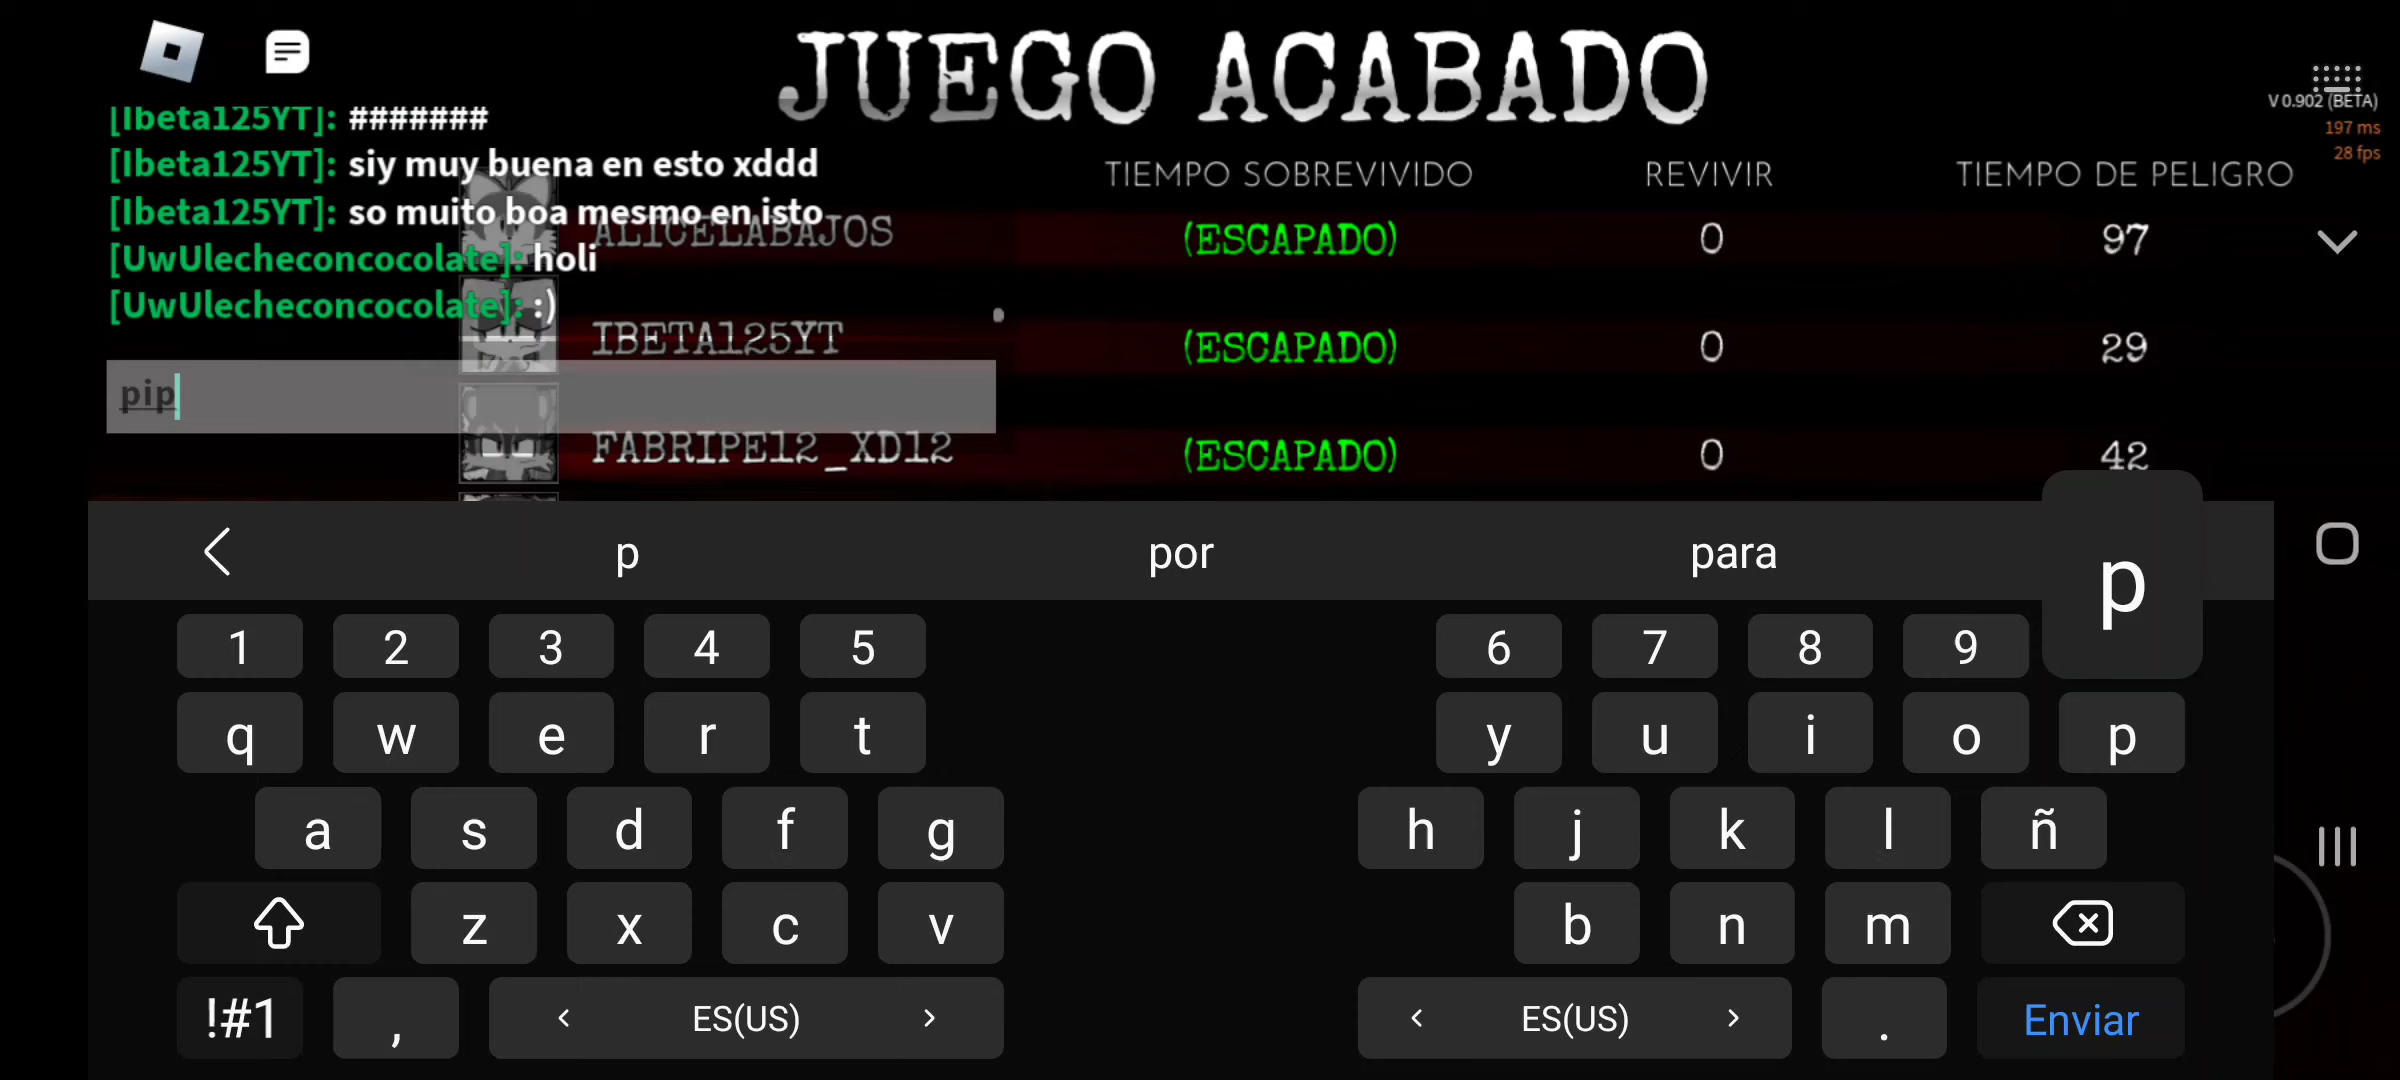 JUEGO ACABADO
V 0.902 (BETA)
197 ms
28 fps
[Ibeta125YT]: #######
[Ibeta125YT]: siy muy buena en esto xddd
[Ibeta125YT]: so muito boa mesmo en isto
[UwUlecheconcocolate]: holi
[UwUlecheconcocolate]: :)
pip
TIEMPO SOBREVIVIDO REVIVIR TIEMPO DE PELIGRO
ALICELABAJOS (ESCAPADO) 0 97
IBETA125YT (ESCAPADO) 0 29
FABRIPE12_XD12 (ESCAPADO) 0 42
p por para p
1 2 3 4 5 6 7 8 9
q w e r t y u i o p
a s d f g h j k l ñ
z x c v b n m
!#1 , < ES(US) > < ES(US) > . Enviar